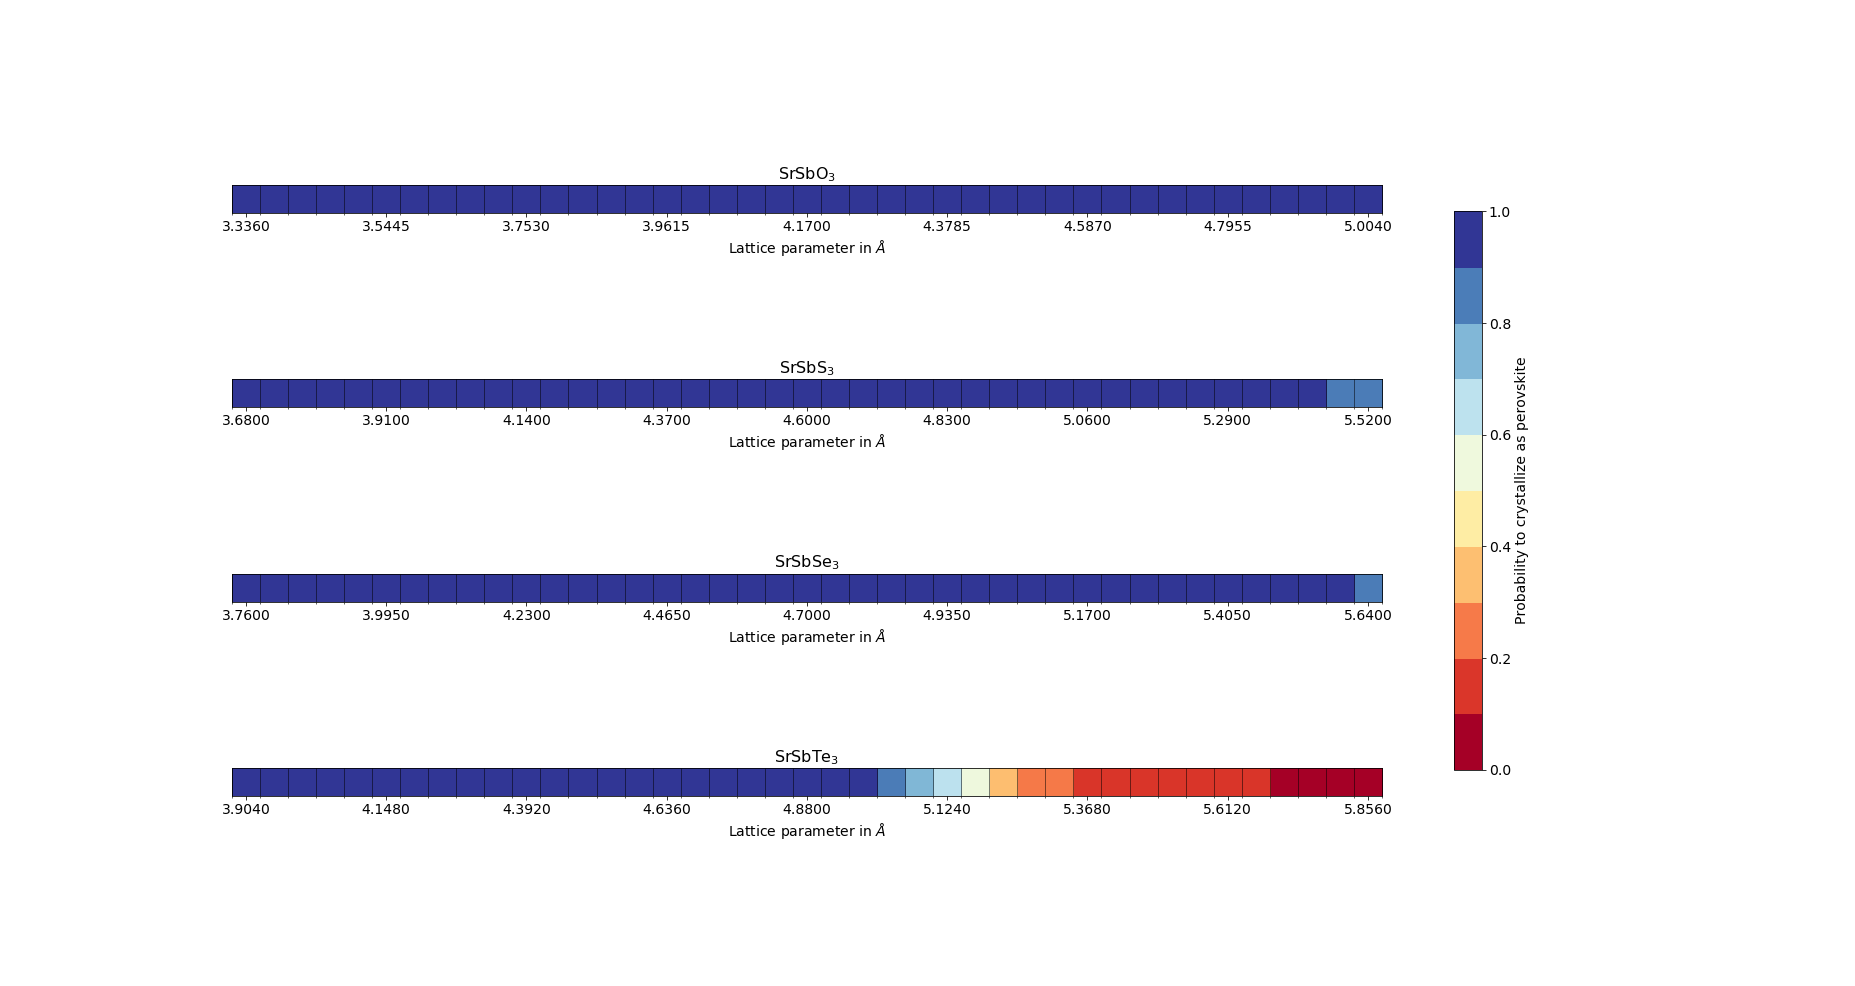 SrSbO₃
3.3360 3.5445 3.7530 3.9615 4.1700 4.3785 4.5870 4.7955 5.0040
Lattice parameter in Å
SrSbS₃
3.6800 3.9100 4.1400 4.3700 4.6000 4.8300 5.0600 5.2900 5.5200
Lattice parameter in Å
SrSbSe₃
3.7600 3.9950 4.2300 4.4650 4.7000 4.9350 5.1700 5.4050 5.6400
Lattice parameter in Å
SrSbTe₃
3.9040 4.1480 4.3920 4.6360 4.8800 5.1240 5.3680 5.6120 5.8560
Lattice parameter in Å
1.0
0.8
0.6
0.4
0.2
0.0
Probability to crystallize as perovskite